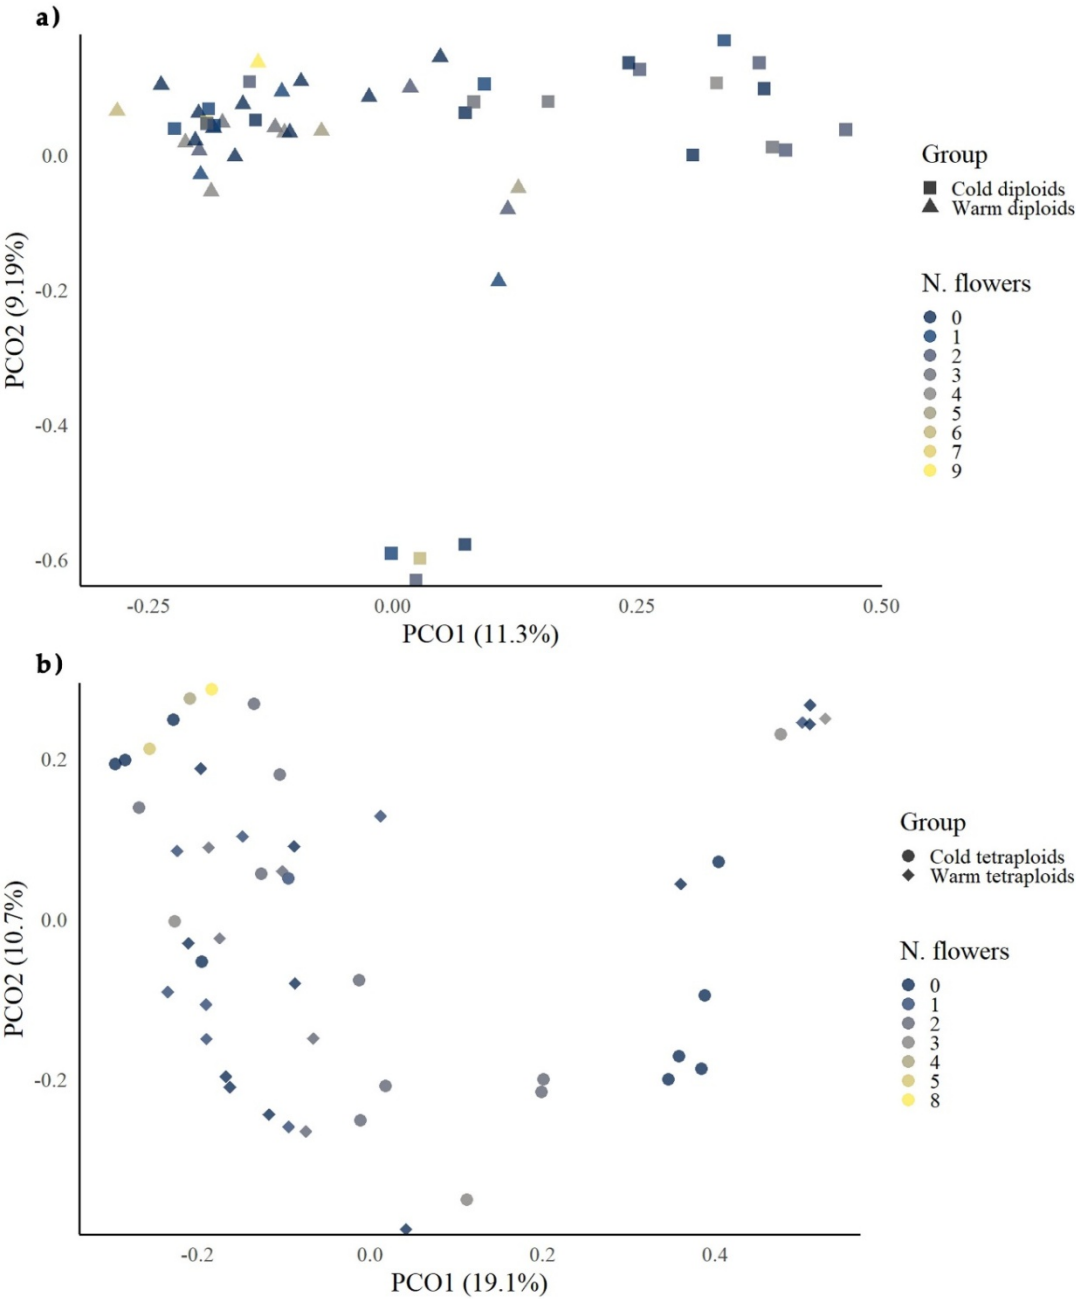 a)
0.0
-0.2
-0.4
-0.6
PCO2 (9.19%)
-0.25 0.00 0.25 0.50
PCO1 (11.3%)
Group
Cold diploids
Warm diploids
N. flowers
0
1
2
3
4
5
6
7
9
b)
0.2
0.0
-0.2
PCO2 (10.7%)
-0.2 0.0 0.2 0.4
PCO1 (19.1%)
Group
Cold tetraploids
Warm tetraploids
N. flowers
0
1
2
3
4
5
8